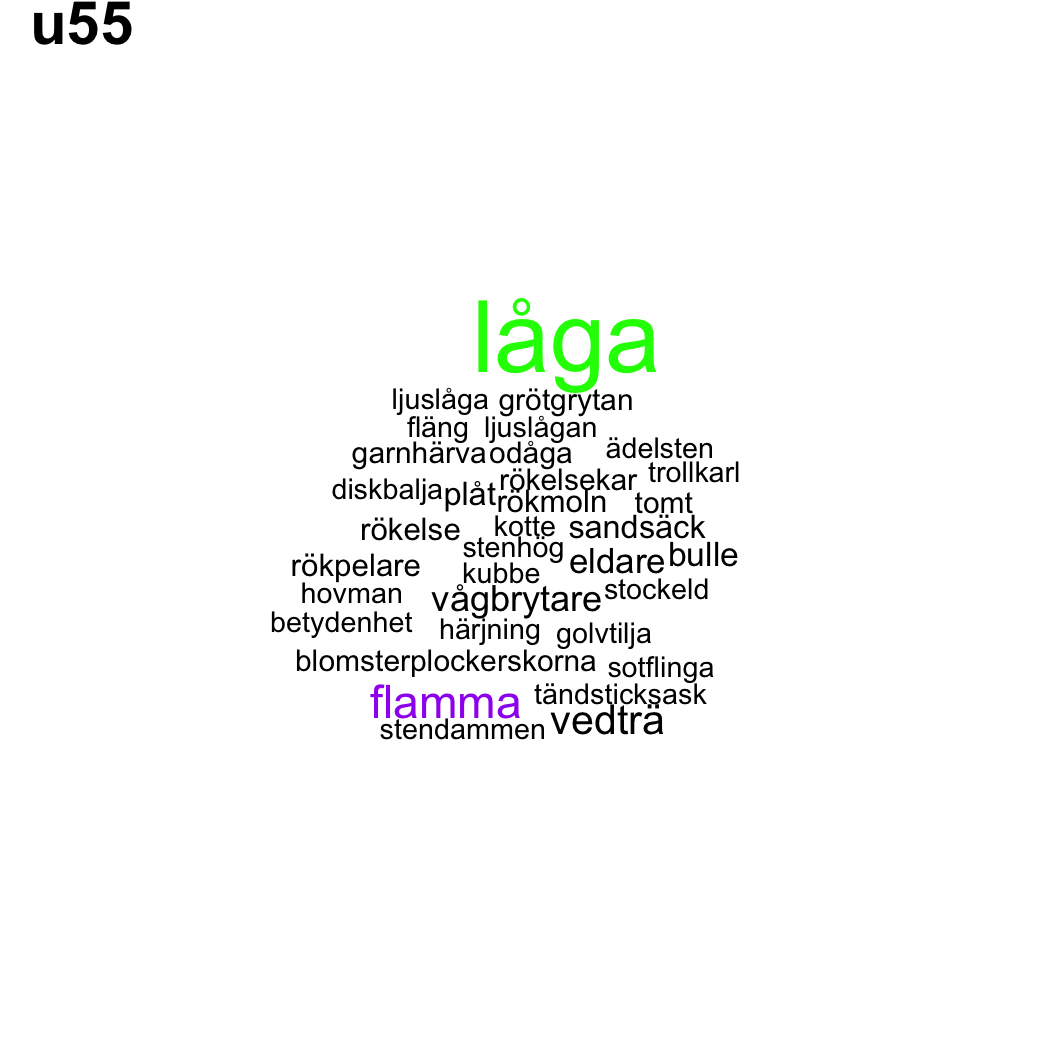 u55
låga
ljuslåga grötgrytan
fläng ljuslågan
garnhärva odåga ädelsten
rökelsekar trollkarl
diskbalja plåt rökmoln tomt
rökelse kotte sandsäck
stenhög eldare bulle
rökpelare kubbe
hovman vågbrytare stockeld
betydenhet härjning golvtilja
blomsterplockerskorna sotflinga
flamma tändsticksask
stendammen vedträ